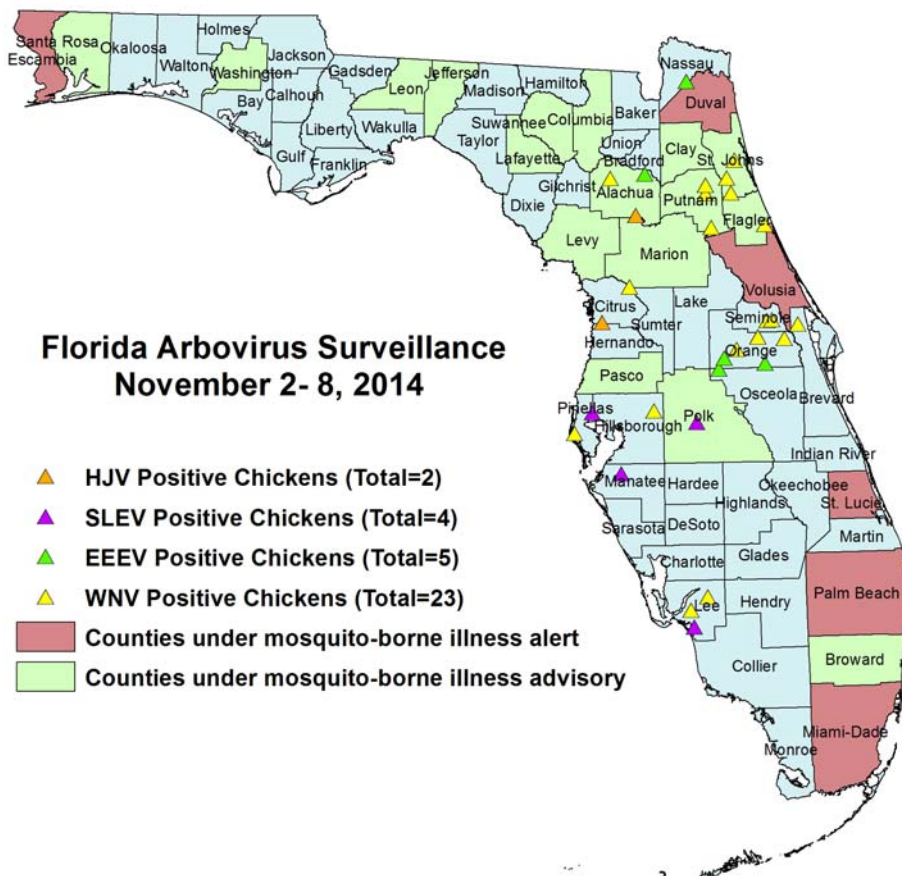 Holmes
Santa Rosa
Okaloosa
Jackson
Nassau
Escambia
Walton
Washington
Gadsden
Jefferson
Hamilton
Duval
Leon
Madison
Bay
Calhoun
Columbia
Baker
Liberty
Wakulla
Suwannee
Taylor
Union
Clay
St. Johns
Gulf
Lafayette
Bradford
Franklin
Gilchrist
Alachua
Dixie
Putnam
Flagler
Levy
Marion
Volusia
Citrus
Lake
Sumter
Seminole
Hernando
Orange
Florida Arbovirus Surveillance
November 2- 8, 2014
Pasco
Osceola
Brevard
Pinellas
Hillsborough
Polk
Indian River
HJV Positive Chickens (Total=2)
Manatee
Hardee
Okeechobee
Highlands
St. Lucie
SLEV Positive Chickens (Total=4)
Sarasota
DeSoto
Martin
EEEV Positive Chickens (Total=5)
Charlotte
Glades
WNV Positive Chickens (Total=23)
Lee
Hendry
Palm Beach
Counties under mosquito-borne illness alert
Counties under mosquito-borne illness advisory
Collier
Broward
Miami-Dade
Monroe